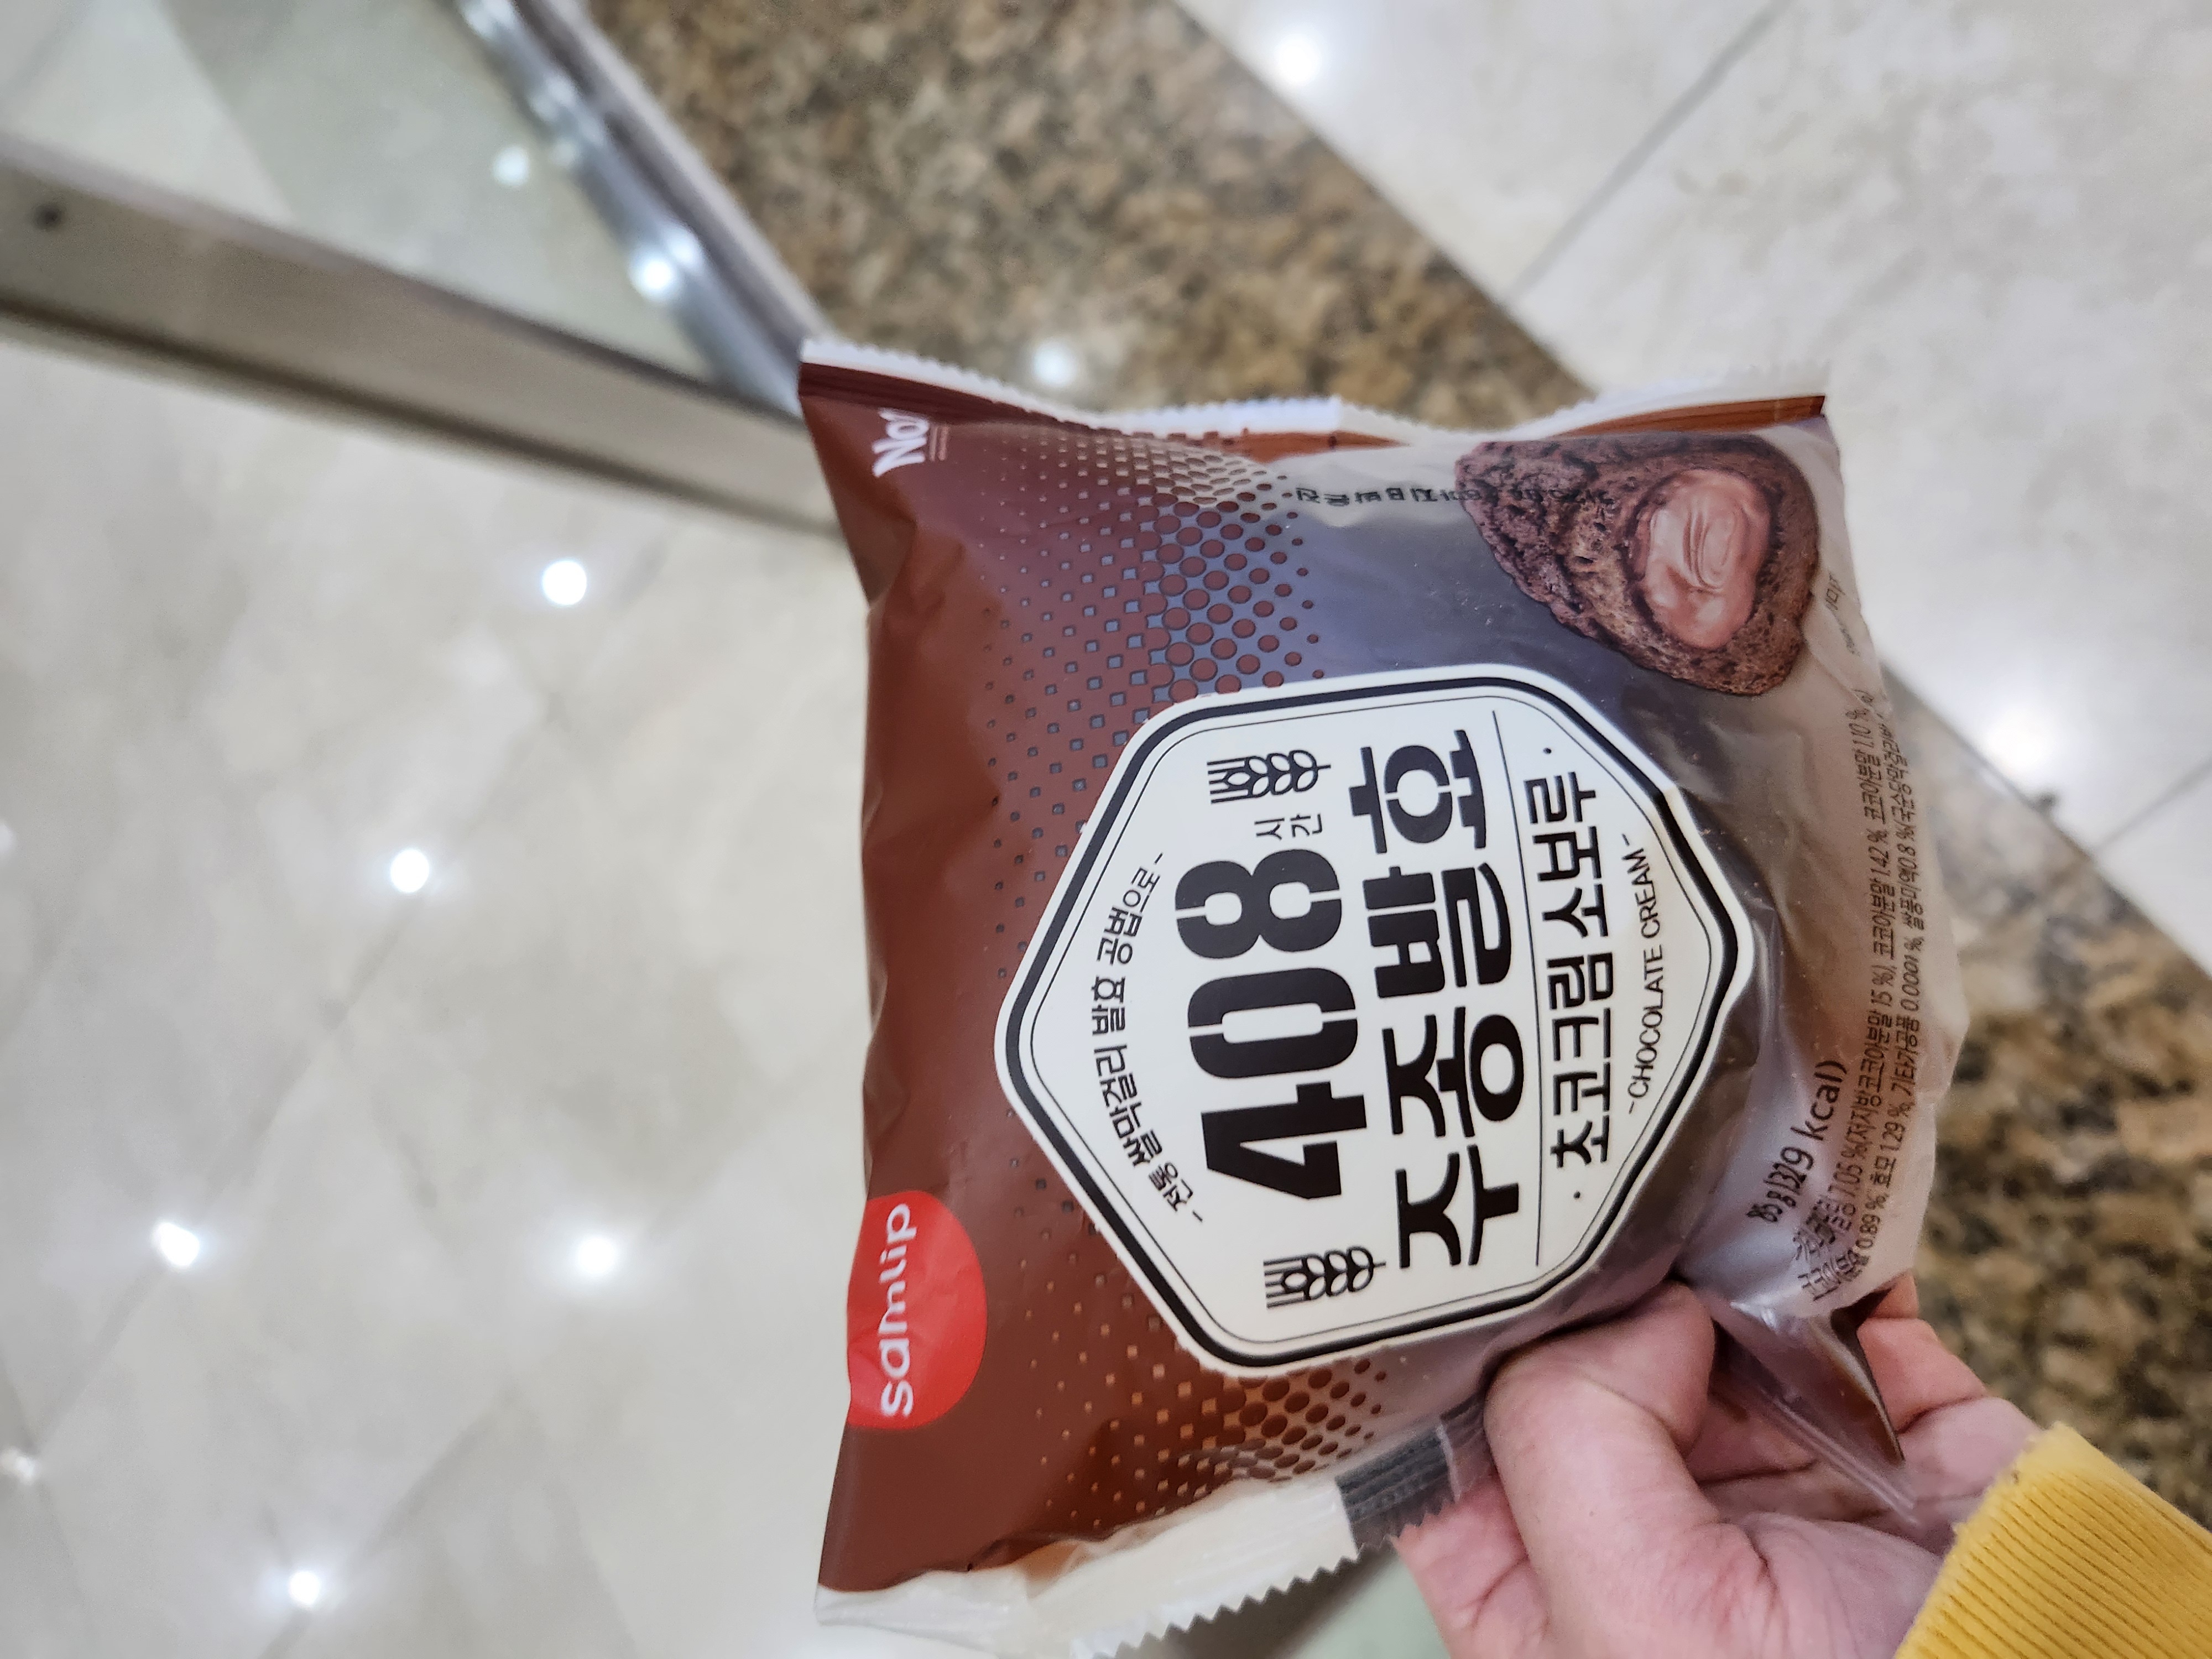 samlip
- 전통 쌀막걸리 발효 공법으로 -
408
시간
주종발효
· 초코크림 소보루 ·
-CHOCOLATE CREAM-
85 g (329 kcal)
7.05 %(저지방코코아분말 15 %), 코코아분말 1.42 %, 코코아분말 1.10 %,
0.89 %, 효모 1.29 %, 기타가공품 0.0001 %, 쌀풍미액0.8 %(국순당막걸리